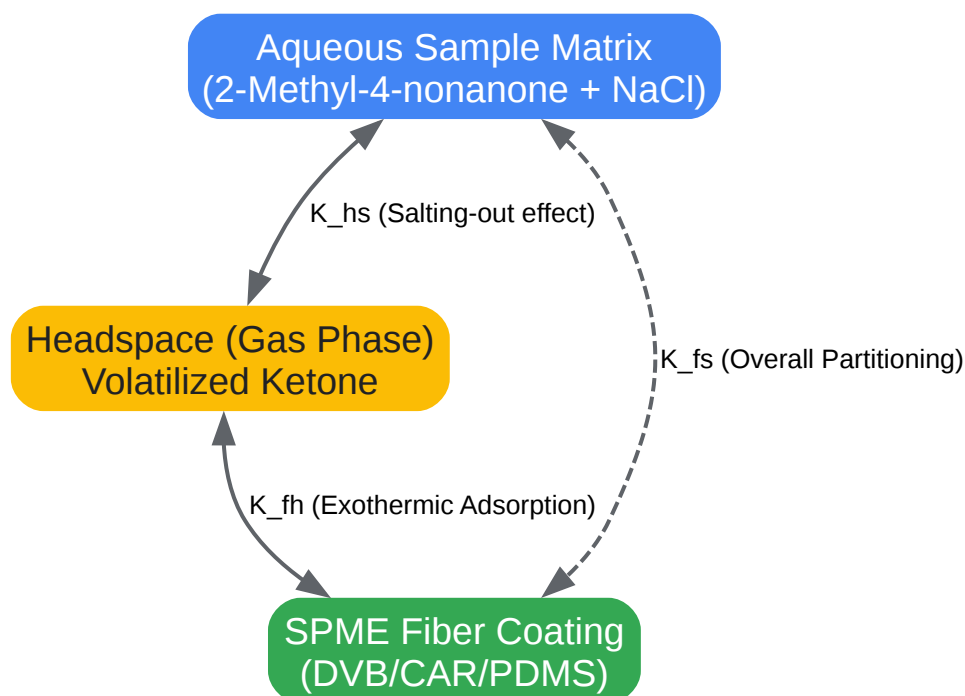 Aqueous Sample Matrix
(2-Methyl-4-nonanone + NaCl)
K_hs (Salting-out effect)
Headspace (Gas Phase)
Volatilized Ketone
K_fs (Overall Partitioning)
K_fh (Exothermic Adsorption)
SPME Fiber Coating
(DVB/CAR/PDMS)